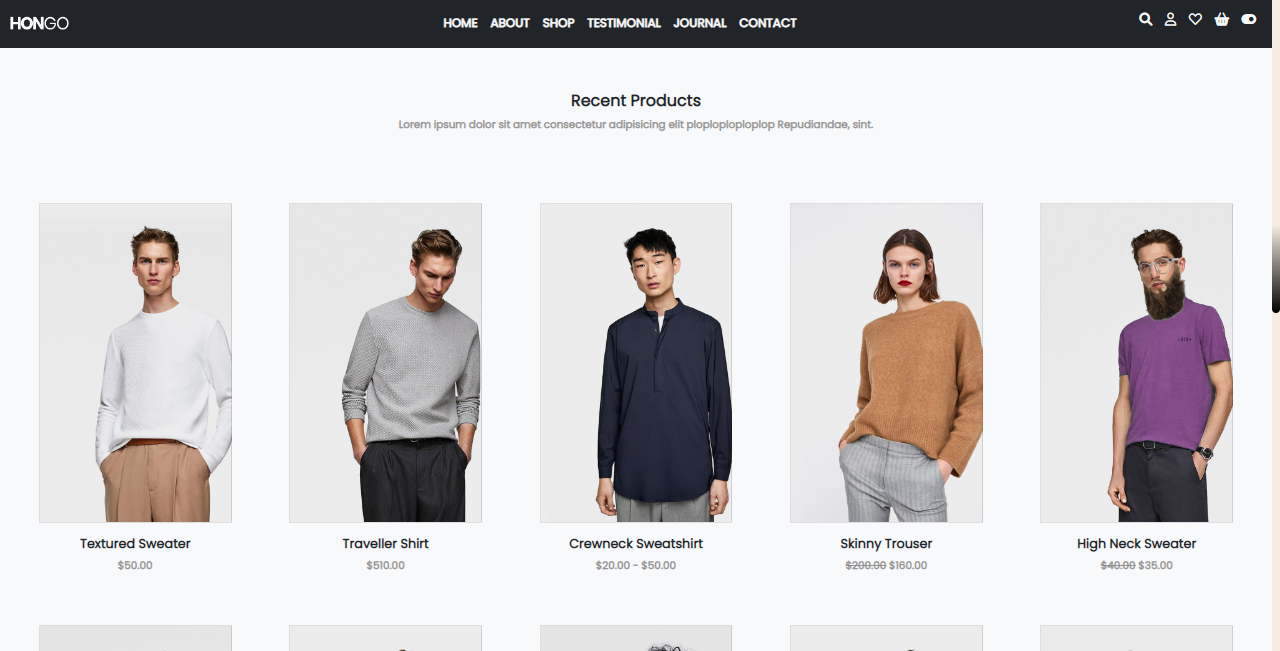 HONGO
HOME ABOUT SHOP TESTIMONIAL JOURNAL CONTACT
Recent Products
Lorem ipsum dolor sit amet consectetur adipisicing elit ploploploploplop Repudiandae, sint.
Textured Sweater
$50.00
Traveller Shirt
$510.00
Crewneck Sweatshirt
$20.00 - $50.00
Skinny Trouser
$200.00 $160.00
High Neck Sweater
$40.00 $35.00